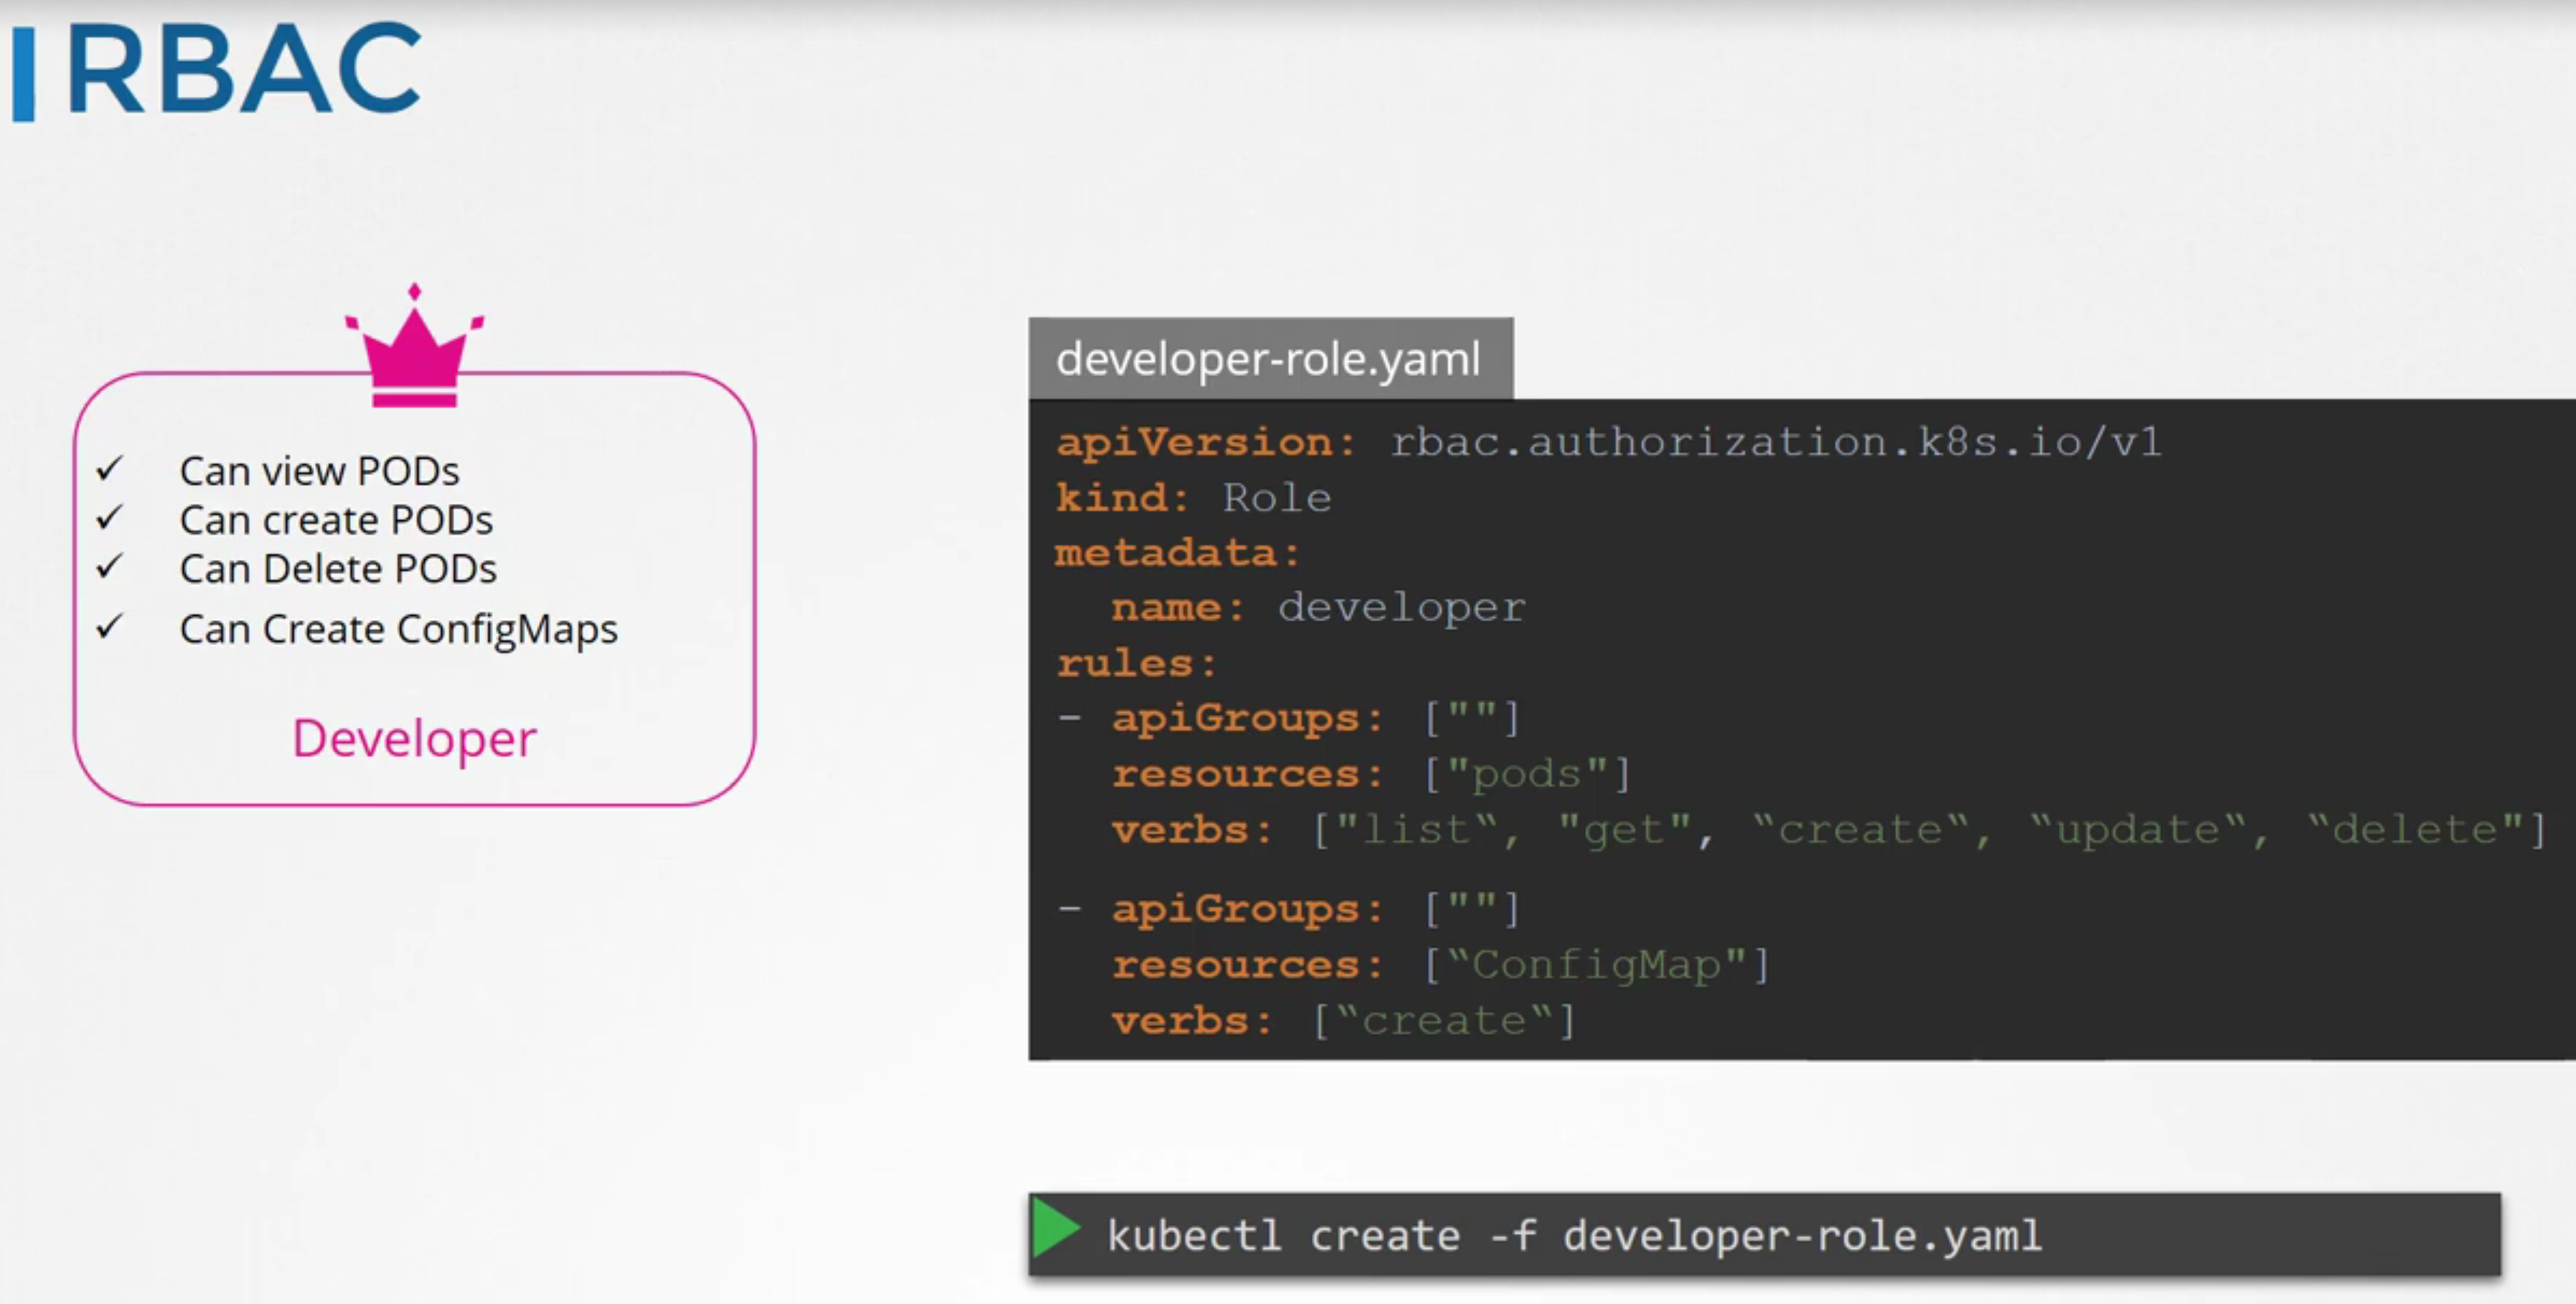 RBAC
✓ Can view PODs
✓ Can create PODs
✓ Can Delete PODs
✓ Can Create ConfigMaps
Developer
developer-role.yaml
apiVersion: rbac.authorization.k8s.io/v1
kind: Role
metadata:
  name: developer
rules:
- apiGroups: [""]
  resources: ["pods"]
  verbs: ["list‟, "get", ‟create‟, ‟update‟, ‟delete"]
- apiGroups: [""]
  resources: [‟ConfigMap"]
  verbs: [‟create‟]
kubectl create -f developer-role.yaml